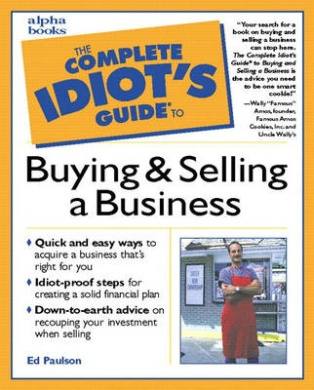 alpha
books
THE
COMPLETE
IDIOT'S
GUIDE® TO
"Your search for a
book on buying and
selling a business
can stop here.
The Complete Idiot's
Guide® to Buying and
Selling a Business is
the advice you need
to be one smart
cookie!"
—Wally "Famous"
Amos, founder,
Famous Amos
Cookies, Inc. and
Uncle Wally's
Buying & Selling
a Business
Quick and easy ways to
acquire a business that's
right for you
Idiot-proof steps for
creating a solid financial plan
Down-to-earth advice on
recouping your investment
when selling
Ed Paulson